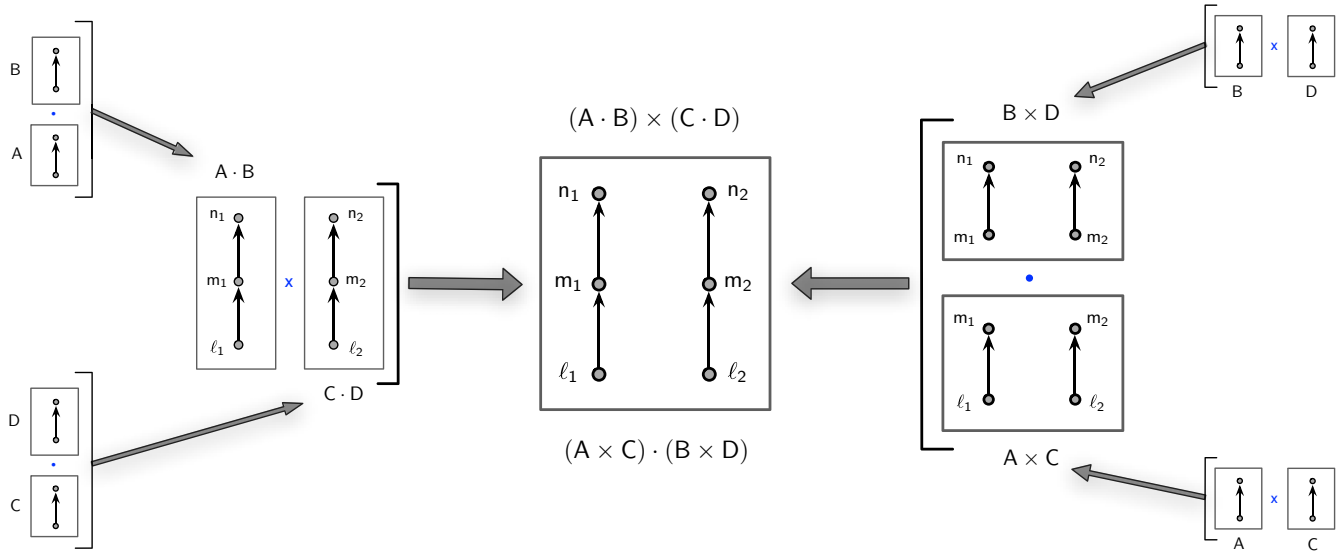 B
·
A
A · B
n₁ n₂
m₁ x m₂
ℓ₁ ℓ₂
C · D
D
·
C
(A · B) × (C · D)
n₁ n₂
m₁ m₂
ℓ₁ ℓ₂
(A × C) · (B × D)
B × D
n₁ n₂
m₁ m₂
•
m₁ m₂
ℓ₁ ℓ₂
A × C
x
B D
x
A C